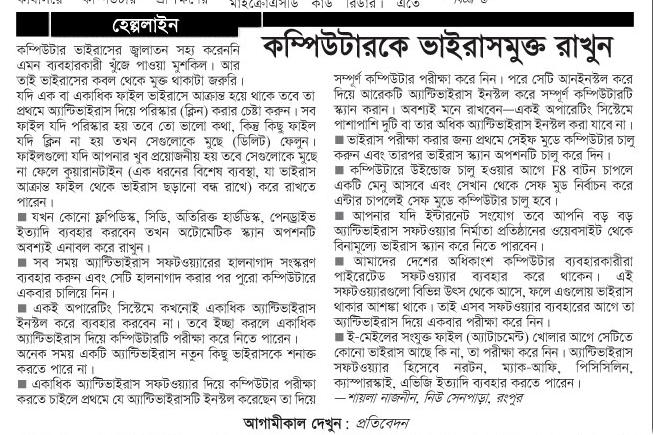 মাইক্রোএসডি কার্ড রিডার। এতে
হেল্পলাইন
কম্পিউটারকে ভাইরাসমুক্ত রাখুন
কম্পিউটার ভাইরাসের জ্বালাতন সহ্য করেননি
এমন ব্যবহারকারী খুঁজে পাওয়া মুশকিল। আর
তাই ভাইরাসের কবল থেকে মুক্ত থাকাটা জরুরি।
যদি এক বা একাধিক ফাইল ভাইরাসে আক্রান্ত হয়ে থাকে তবে তা
প্রথমে অ্যান্টিভাইরাস দিয়ে পরিস্কার (ক্লিন) করার চেষ্টা করুন। সব
ফাইল যদি পরিস্কার হয় তবে তো ভালো কথা, কিন্তু কিছু ফাইল
যদি ক্লিন না হয় তখন সেগুলোকে মুছে (ডিলিট) ফেলুন।
ফাইলগুলো যদি আপনার খুব প্রয়োজনীয় হয় তবে সেগুলোকে মুছে
না ফেলে কুয়ারানটাইন (এক ধরনের বিশেষ ব্যবস্থা, যা ভাইরাস
আক্রান্ত ফাইল থেকে ভাইরাস ছড়ানো বন্ধ রাখে) করে রাখতে
পারেন।
■ যখন কোনো ফ্লপিডিস্ক, সিডি, অতিরিক্ত হার্ডডিস্ক, পেনড্রাইভ
ইত্যাদি ব্যবহার করবেন তখন অটোমেটিক স্ক্যান অপশনটি
অবশ্যই এনাবল করে রাখুন।
■ সব সময় অ্যান্টিভাইরাস সফটওয়্যারের হালনাগাদ সংস্করণ
ব্যবহার করুন এবং সেটি হালনাগাদ করার পর পুরো কম্পিউটারে
একবার চালিয়ে নিন।
■ একই অপারেটিং সিস্টেমে কখনোই একাধিক অ্যান্টিভাইরাস
ইনস্টল করে ব্যবহার করবেন না। তবে ইচ্ছা করলে একাধিক
অ্যান্টিভাইরাস দিয়ে কম্পিউটারটি পরীক্ষা করে নিতে পারেন।
অনেক সময় একটি অ্যান্টিভাইরাস নতুন কিছু ভাইরাসকে শনাক্ত
করতে পারে না।
■ একাধিক অ্যান্টিভাইরাস সফটওয়্যার দিয়ে কম্পিউটার পরীক্ষা
করতে চাইলে প্রথমে যে অ্যান্টিভাইরাসটি ইনস্টল করেছেন তা দিয়ে
সম্পূর্ণ কম্পিউটার পরীক্ষা করে নিন। পরে সেটি আনইনস্টল করে
দিয়ে আরেকটি অ্যান্টিভাইরাস ইনস্টল করে সম্পূর্ণ কম্পিউটারটি
স্ক্যান করান। অবশ্যই মনে রাখবেন—একই অপারেটিং সিস্টেমে
পাশাপাশি দুটি বা তার অধিক অ্যান্টিভাইরাস ইনস্টল করা যাবে না।
■ ভাইরাস পরীক্ষা করার জন্য প্রথমে সেইফ মুডে কম্পিউটার চালু
করুন এবং তারপর ভাইরাস স্ক্যান অপশনটি চালু করে দিন।
■ কম্পিউটারে উইন্ডোজ চালু হওয়ার আগে F8 বাটন চাপলে
একটি মেনু আসবে এবং সেখান থেকে সেফ মুড নির্বাচন করে
এন্টার চাপলেই সেফ মুডে কম্পিউটার চালু হবে।
■ আপনার যদি ইন্টারনেট সংযোগ তবে আপনি বড় বড়
অ্যান্টিভাইরাস সফটওয়্যার নির্মাতা প্রতিষ্ঠানের ওয়েবসাইট থেকে
বিনামূল্যে ভাইরাস স্ক্যান করে নিতে পারবেন।
■ আমাদের দেশের অধিকাংশ কম্পিউটার ব্যবহারকারীরা
পাইরেটেড সফটওয়্যার ব্যবহার করে থাকেন। এই
সফটওয়্যারগুলো বিভিন্ন উৎস থেকে আসে, ফলে এগুলোয় ভাইরাস
থাকার আশঙ্কা থাকে। তাই এসব সফটওয়্যার ব্যবহারের আগে তা
অ্যান্টিভাইরাস দিয়ে একবার পরীক্ষা করে নিন।
■ ই-মেইলের সংযুক্ত ফাইল (অ্যাটাচমেন্ট) খোলার আগে সেটিতে
কোনো ভাইরাস আছে কি না, তা পরীক্ষা করে নিন। অ্যান্টিভাইরাস
সফটওয়্যার হিসেবে নরটন, ম্যাক-আফি, পিসিসিলিন,
ক্যাসপারস্কাই, এভিজি ইত্যাদি ব্যবহার করতে পারেন।
—শায়লা নাজনীন, নিউ সেনপাড়া, রংপুর
আগামীকাল দেখুন : প্রতিবেদন